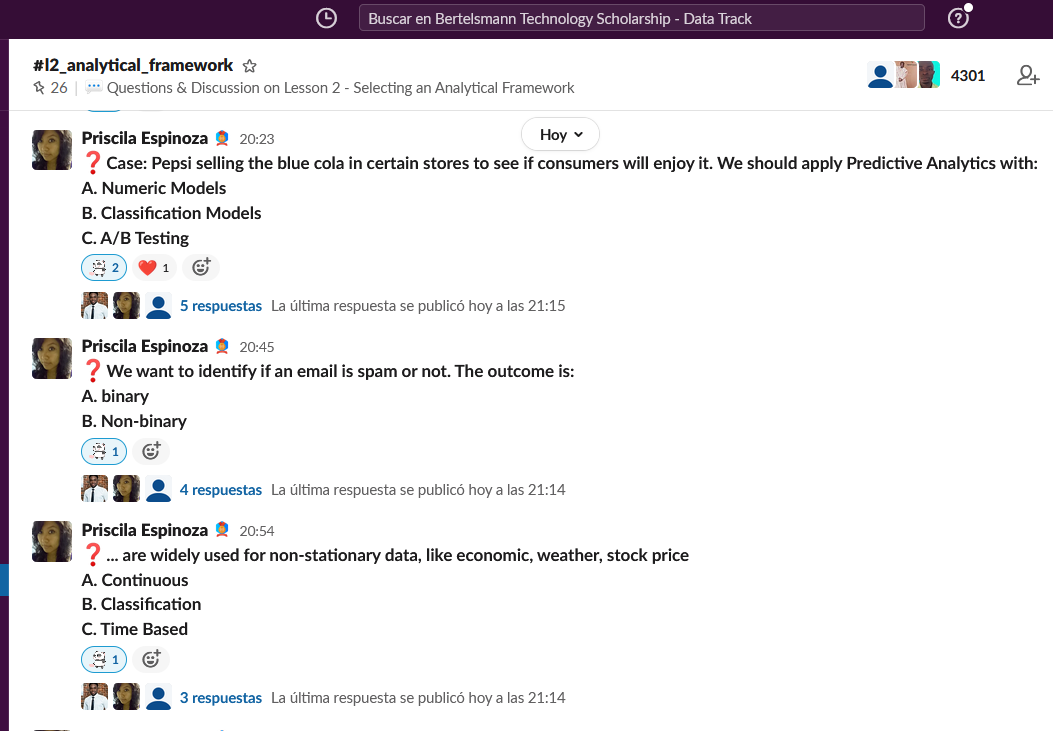 Buscar en Bertelsmann Technology Scholarship - Data Track
#l2_analytical_framework
26 | 💬 Questions & Discussion on Lesson 2 - Selecting an Analytical Framework
4301
Hoy
Priscila Espinoza 20:23
❓Case: Pepsi selling the blue cola in certain stores to see if consumers will enjoy it. We should apply Predictive Analytics with:
A. Numeric Models
B. Classification Models
C. A/B Testing
2 ❤️ 1
5 respuestas La última respuesta se publicó hoy a las 21:15
Priscila Espinoza 20:45
❓We want to identify if an email is spam or not. The outcome is:
A. binary
B. Non-binary
1
4 respuestas La última respuesta se publicó hoy a las 21:14
Priscila Espinoza 20:54
❓... are widely used for non-stationary data, like economic, weather, stock price
A. Continuous
B. Classification
C. Time Based
1
3 respuestas La última respuesta se publicó hoy a las 21:14